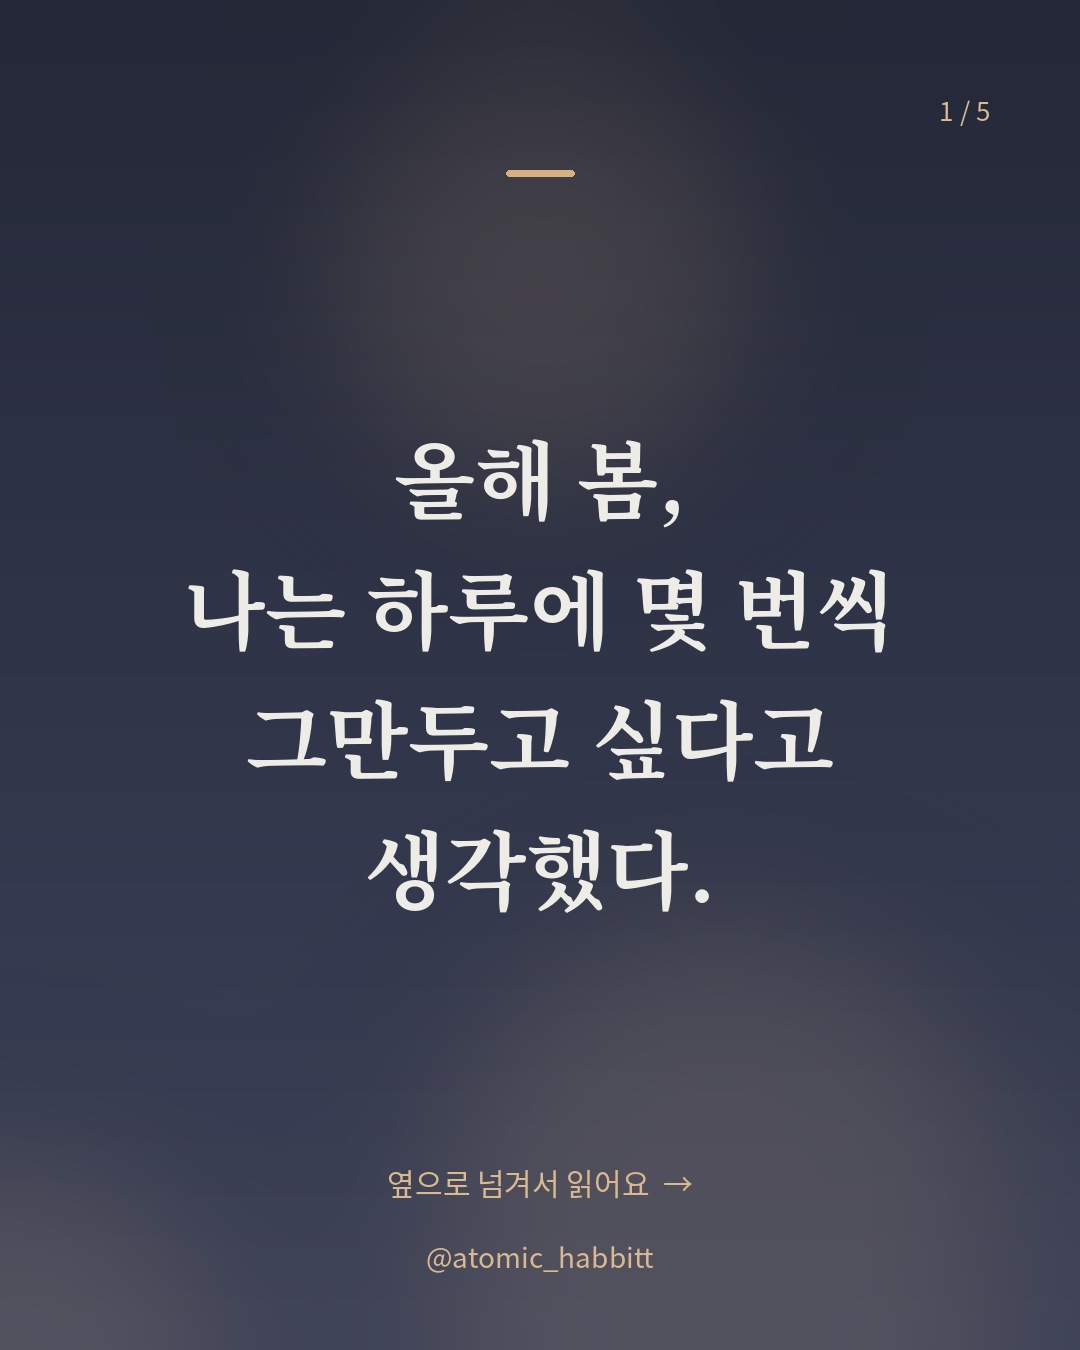 1 / 5
올해 봄,
나는 하루에 몇 번씩
그만두고 싶다고
생각했다.
옆으로 넘겨서 읽어요 →
@atomic_habbitt